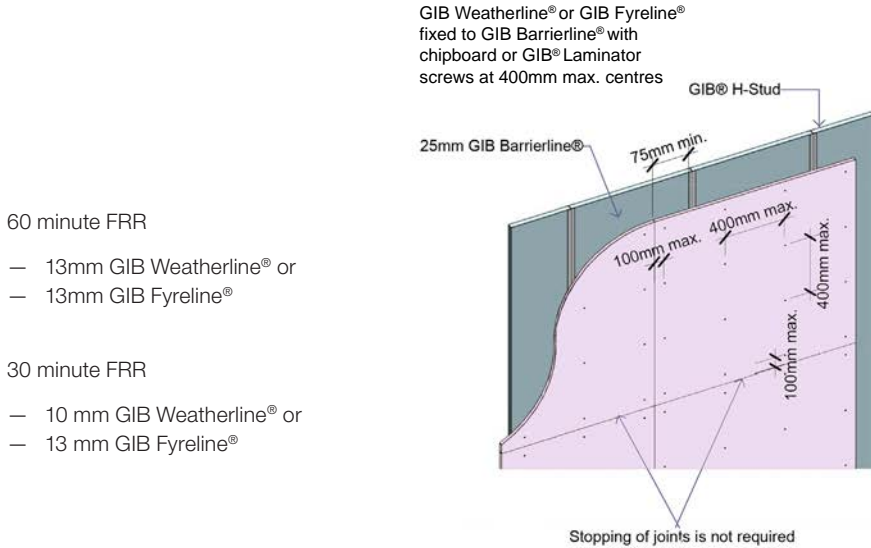 GIB Weatherline® or GIB Fyreline®
fixed to GIB Barrierline® with
chipboard or GIB® Laminator
screws at 400mm max. centres
GIB® H-Stud
25mm GIB Barrierline®
75mm min.
400mm max.
100mm max.
400mm max.
100mm max.
Stopping of joints is not required
60 minute FRR
— 13mm GIB Weatherline® or
— 13mm GIB Fyreline®
30 minute FRR
— 10 mm GIB Weatherline® or
— 13 mm GIB Fyreline®